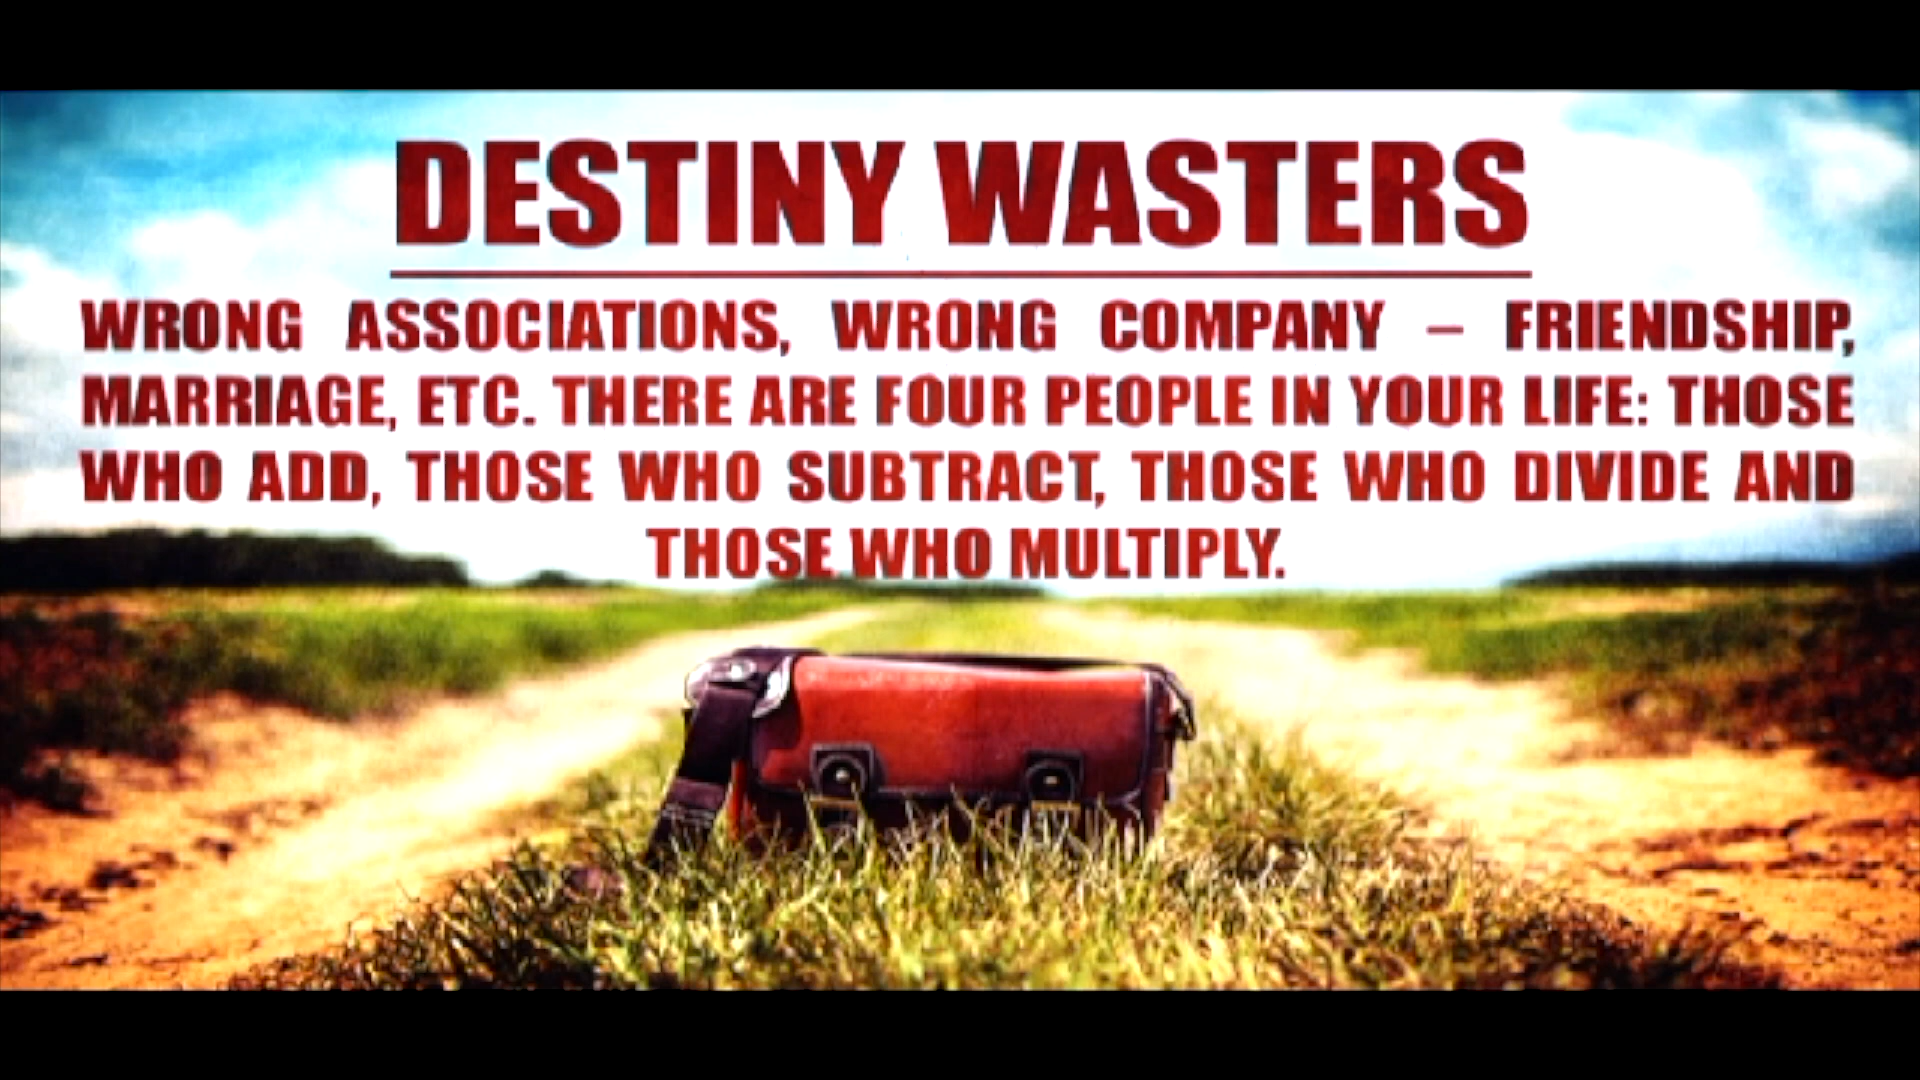 DESTINY WASTERS
WRONG ASSOCIATIONS, WRONG COMPANY – FRIENDSHIP,
MARRIAGE, ETC. THERE ARE FOUR PEOPLE IN YOUR LIFE: THOSE
WHO ADD, THOSE WHO SUBTRACT, THOSE WHO DIVIDE AND
THOSE WHO MULTIPLY.